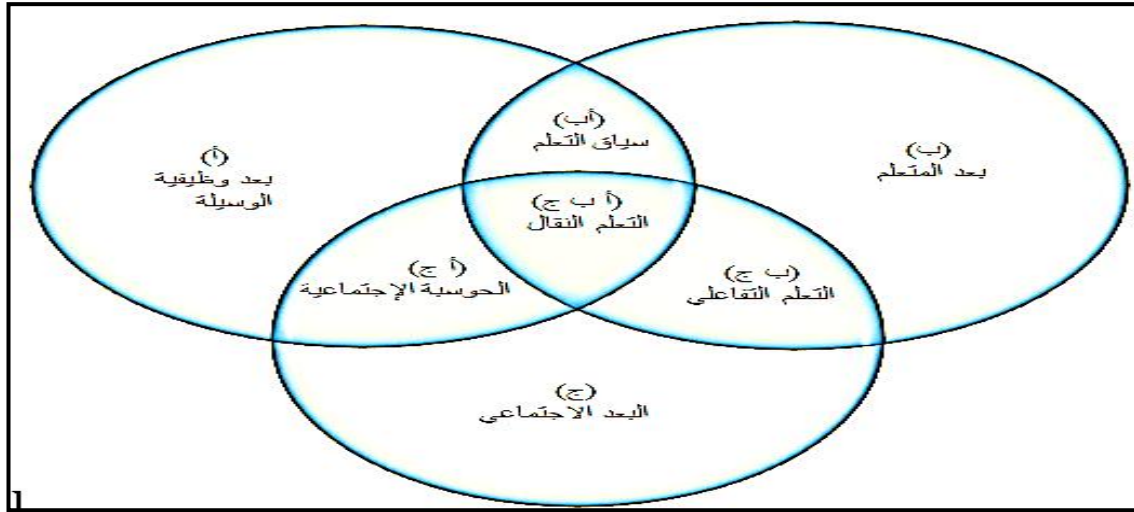 (أب)
سياق التعلم
(ب)
بعد المتعلم
(أ)
بعد وظيفية
الوسيلة
(أ ب ج)
التعلم النقال
(ب ج)
التعلم التفاعلي
(أ ج)
الحوسبة الإجتماعية
(ج)
البعد الاجتماعي